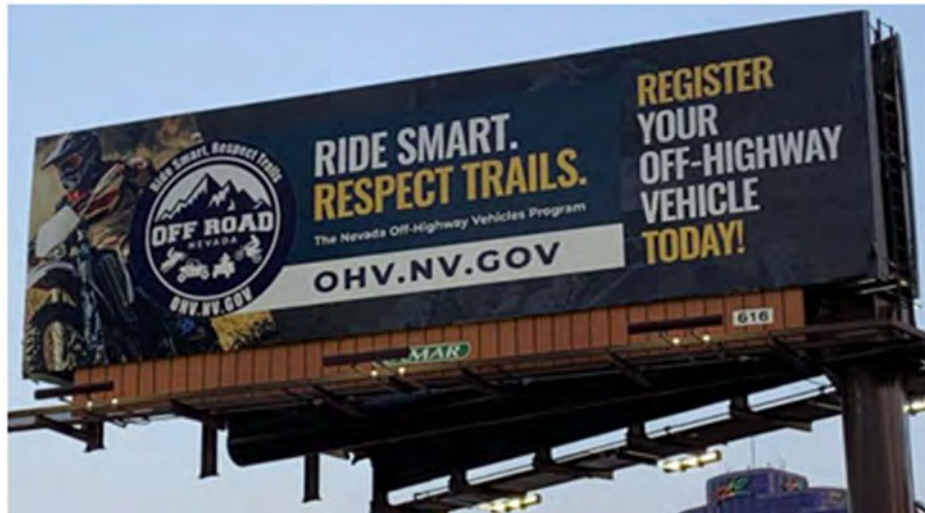 Ride Smart, Respect Trails
OFF ROAD
NEVADA
OHV.NV.GOV
RIDE SMART.
RESPECT TRAILS.
The Nevada Off-Highway Vehicles Program
OHV.NV.GOV
REGISTER
YOUR
OFF-HIGHWAY
VEHICLE
TODAY!
616
MAR